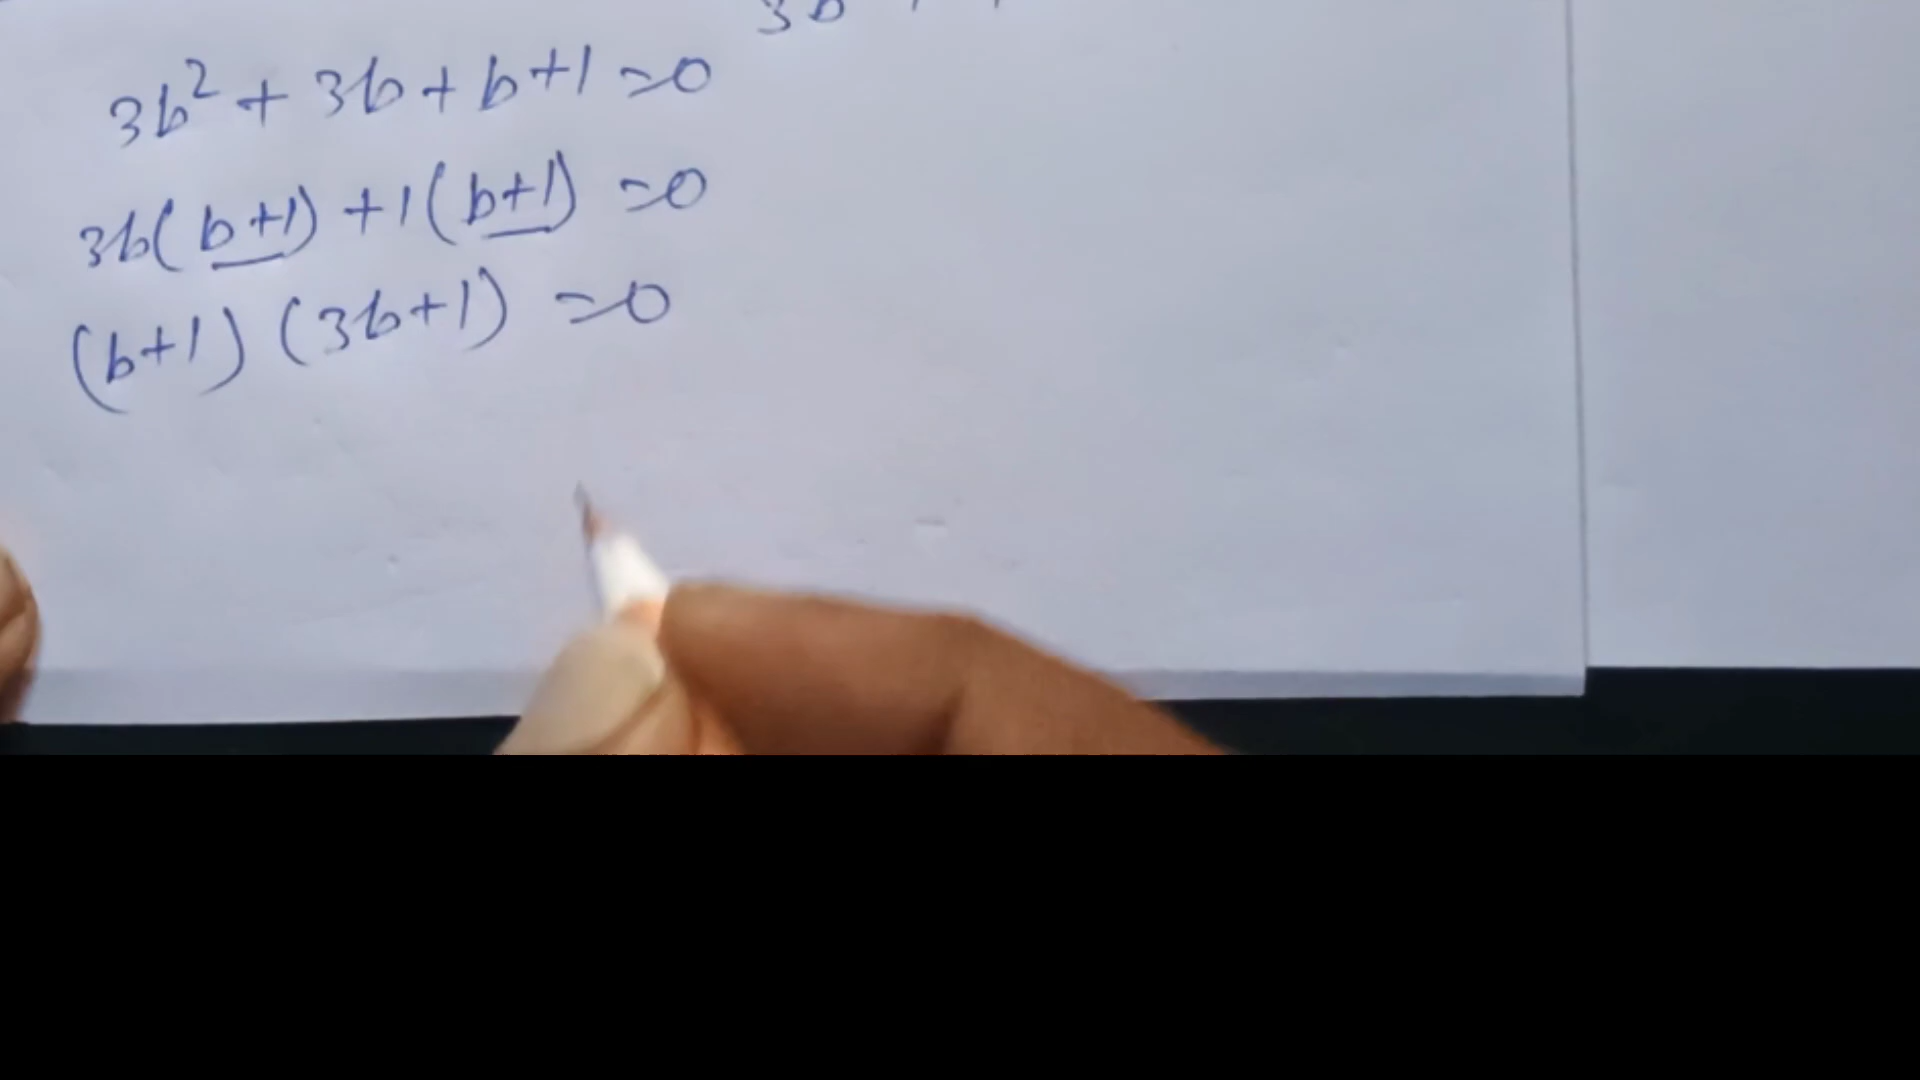 3b² + 3b + b + 1 = 0
3b(b+1) + 1(b+1) = 0
(b+1) (3b+1) = 0